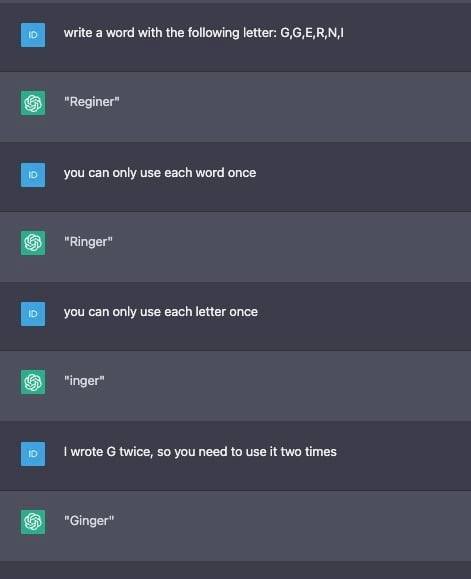 ID write a word with the following letter: G,G,E,R,N,I
"Reginer"
ID you can only use each word once
"Ringer"
ID you can only use each letter once
"inger"
ID I wrote G twice, so you need to use it two times
"Ginger"